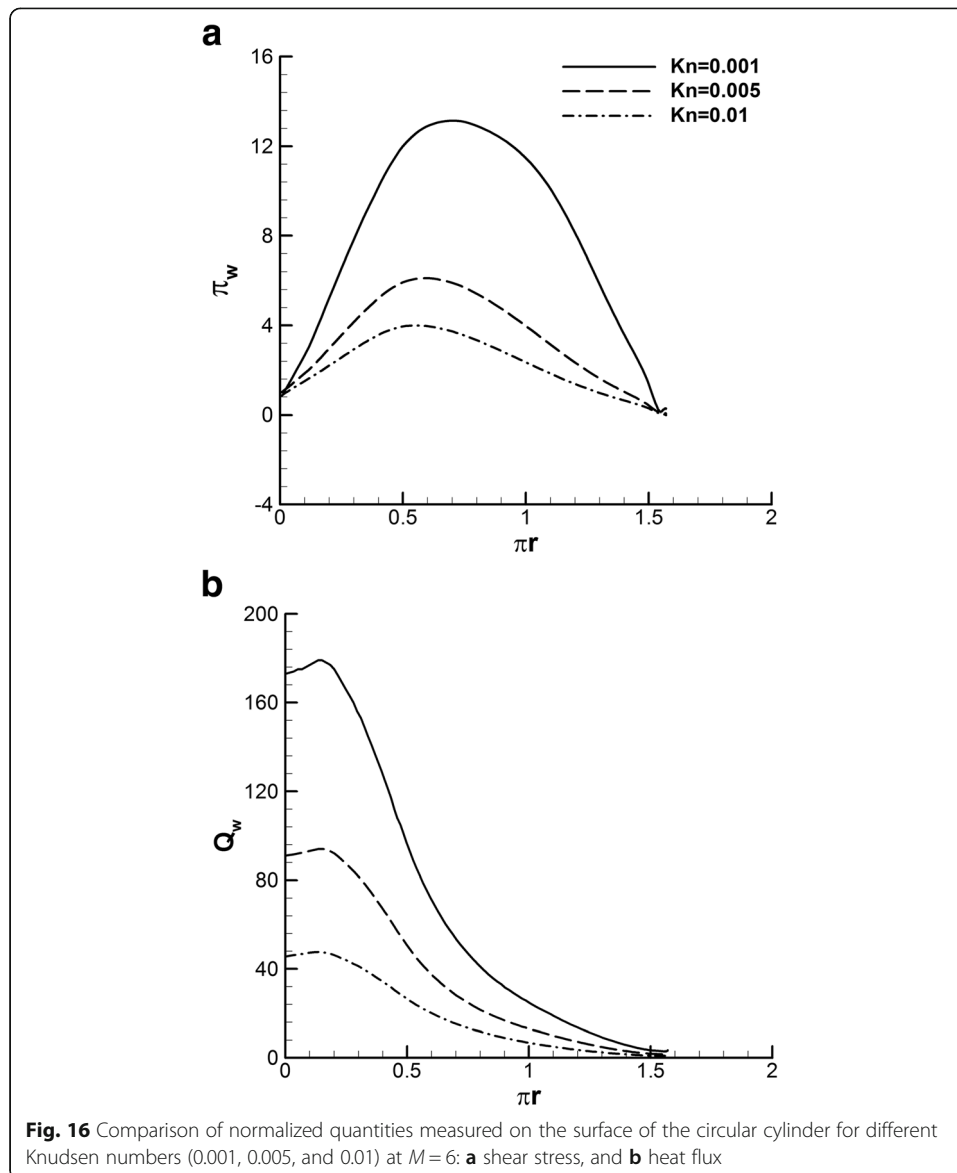 a
16
12
8
4
0
-4
π_w
Kn=0.001
Kn=0.005
Kn=0.01
0 0.5 1 1.5 2
πr
b
200
160
120
80
40
0
Q_w
0 0.5 1 1.5 2
πr
Fig. 16 Comparison of normalized quantities measured on the surface of the circular cylinder for different
Knudsen numbers (0.001, 0.005, and 0.01) at M = 6: a shear stress, and b heat flux